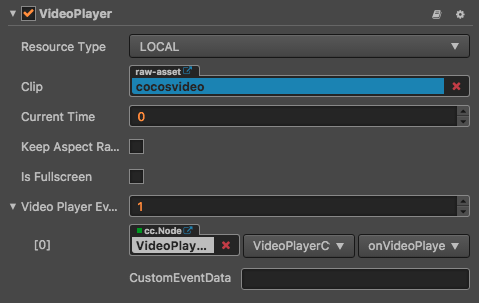 VideoPlayer
Resource Type LOCAL
raw-asset
Clip cocosvideo
Current Time 0
Keep Aspect Ra...
Is Fullscreen
Video Player Ev... 1
cc.Node
[0] VideoPlay... VideoPlayerC onVideoPlaye
CustomEventData